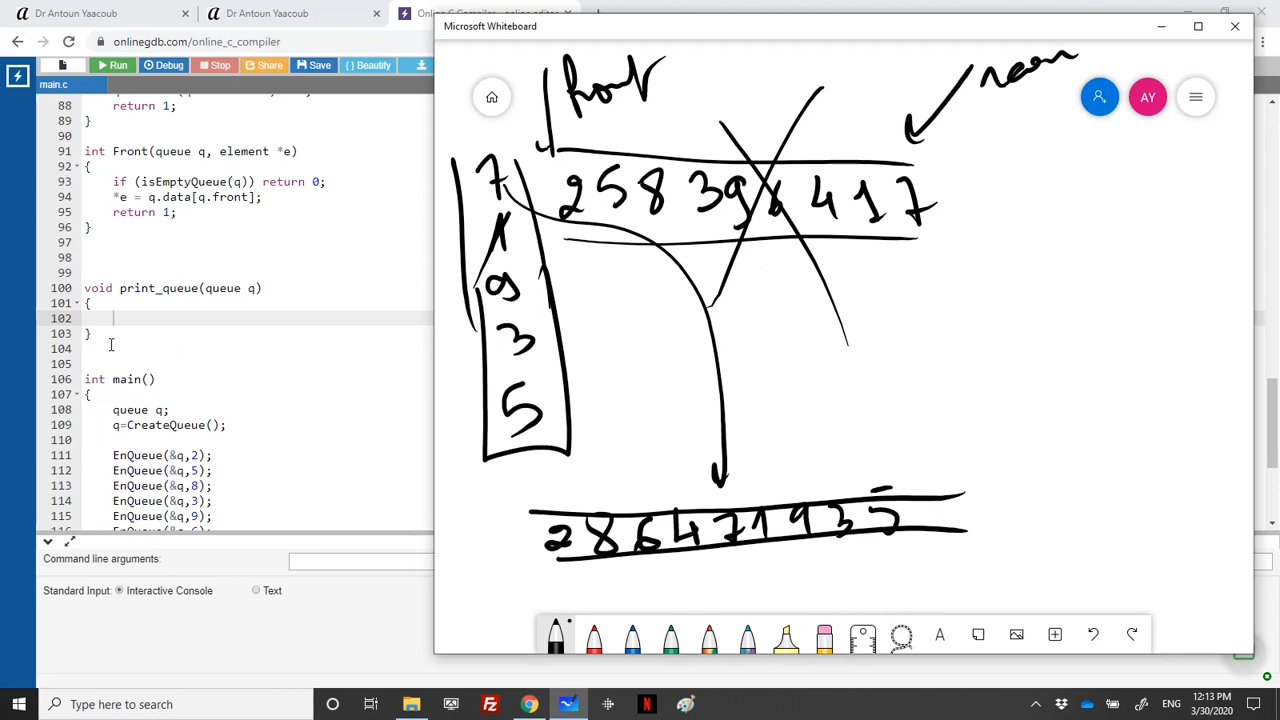 Dr Antoun Yaacoub
Dr Antoun Yaacoub
Online C Compiler - online editor
Microsoft Whiteboard
onlinegdb.com/online_c_compiler
Run
Debug
Stop
Share
Save
{ } Beautify
main.c
AY
front
88 return 1;
89 }
90
91 int Front(queue q, element *e)
92 {
93 if (isEmptyQueue(q)) return 0;
94 *e = q.data[q.front];
95 return 1;
96 }
97
98
99
100 void print_queue(queue q)
101 {
102
103 }
104
105
106 int main()
107 {
108 queue q;
109 q=CreateQueue();
110
111 EnQueue(&q,2);
112 EnQueue(&q,5);
113 EnQueue(&q,8);
114 EnQueue(&q,3);
115 EnQueue(&q,9);
116
2 5 8 3 9 6 4 1 7
7
1
9
3
5
2 8 6 4 7 1 9 3 5
Command line arguments:
Standard Input: Interactive Console Text
A
Type here to search
ENG
12:13 PM
3/30/2020